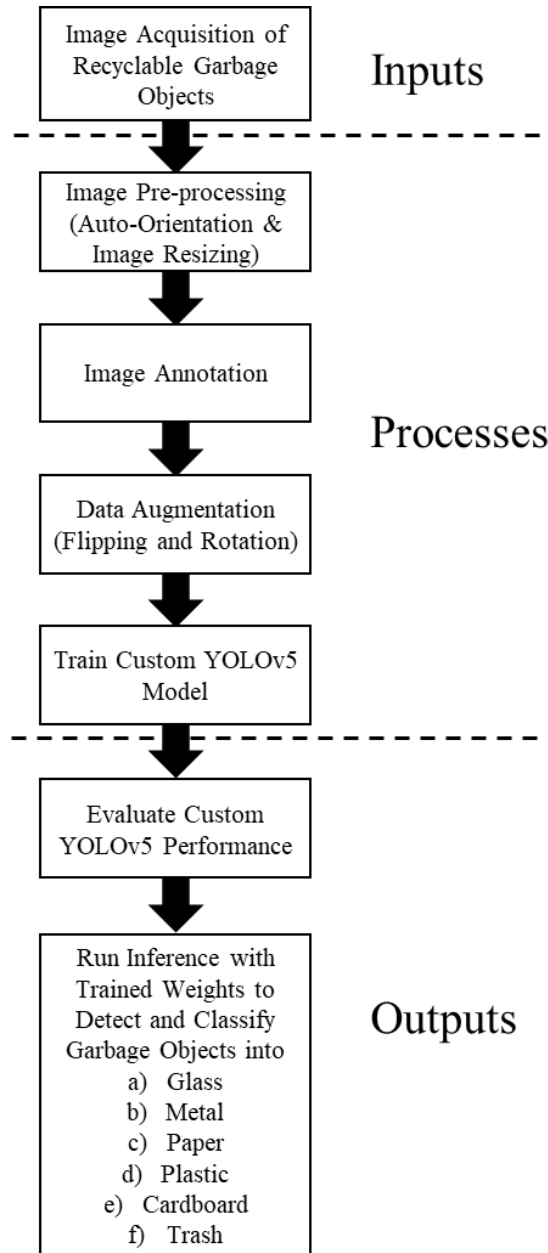 Image Acquisition of
Recyclable Garbage
Objects
Inputs
Image Pre-processing
(Auto-Orientation &
Image Resizing)
Image Annotation
Processes
Data Augmentation
(Flipping and Rotation)
Train Custom YOLOv5
Model
Evaluate Custom
YOLOv5 Performance
Run Inference with
Trained Weights to
Detect and Classify
Garbage Objects into
a) Glass
b) Metal
c) Paper
d) Plastic
e) Cardboard
f) Trash
Outputs